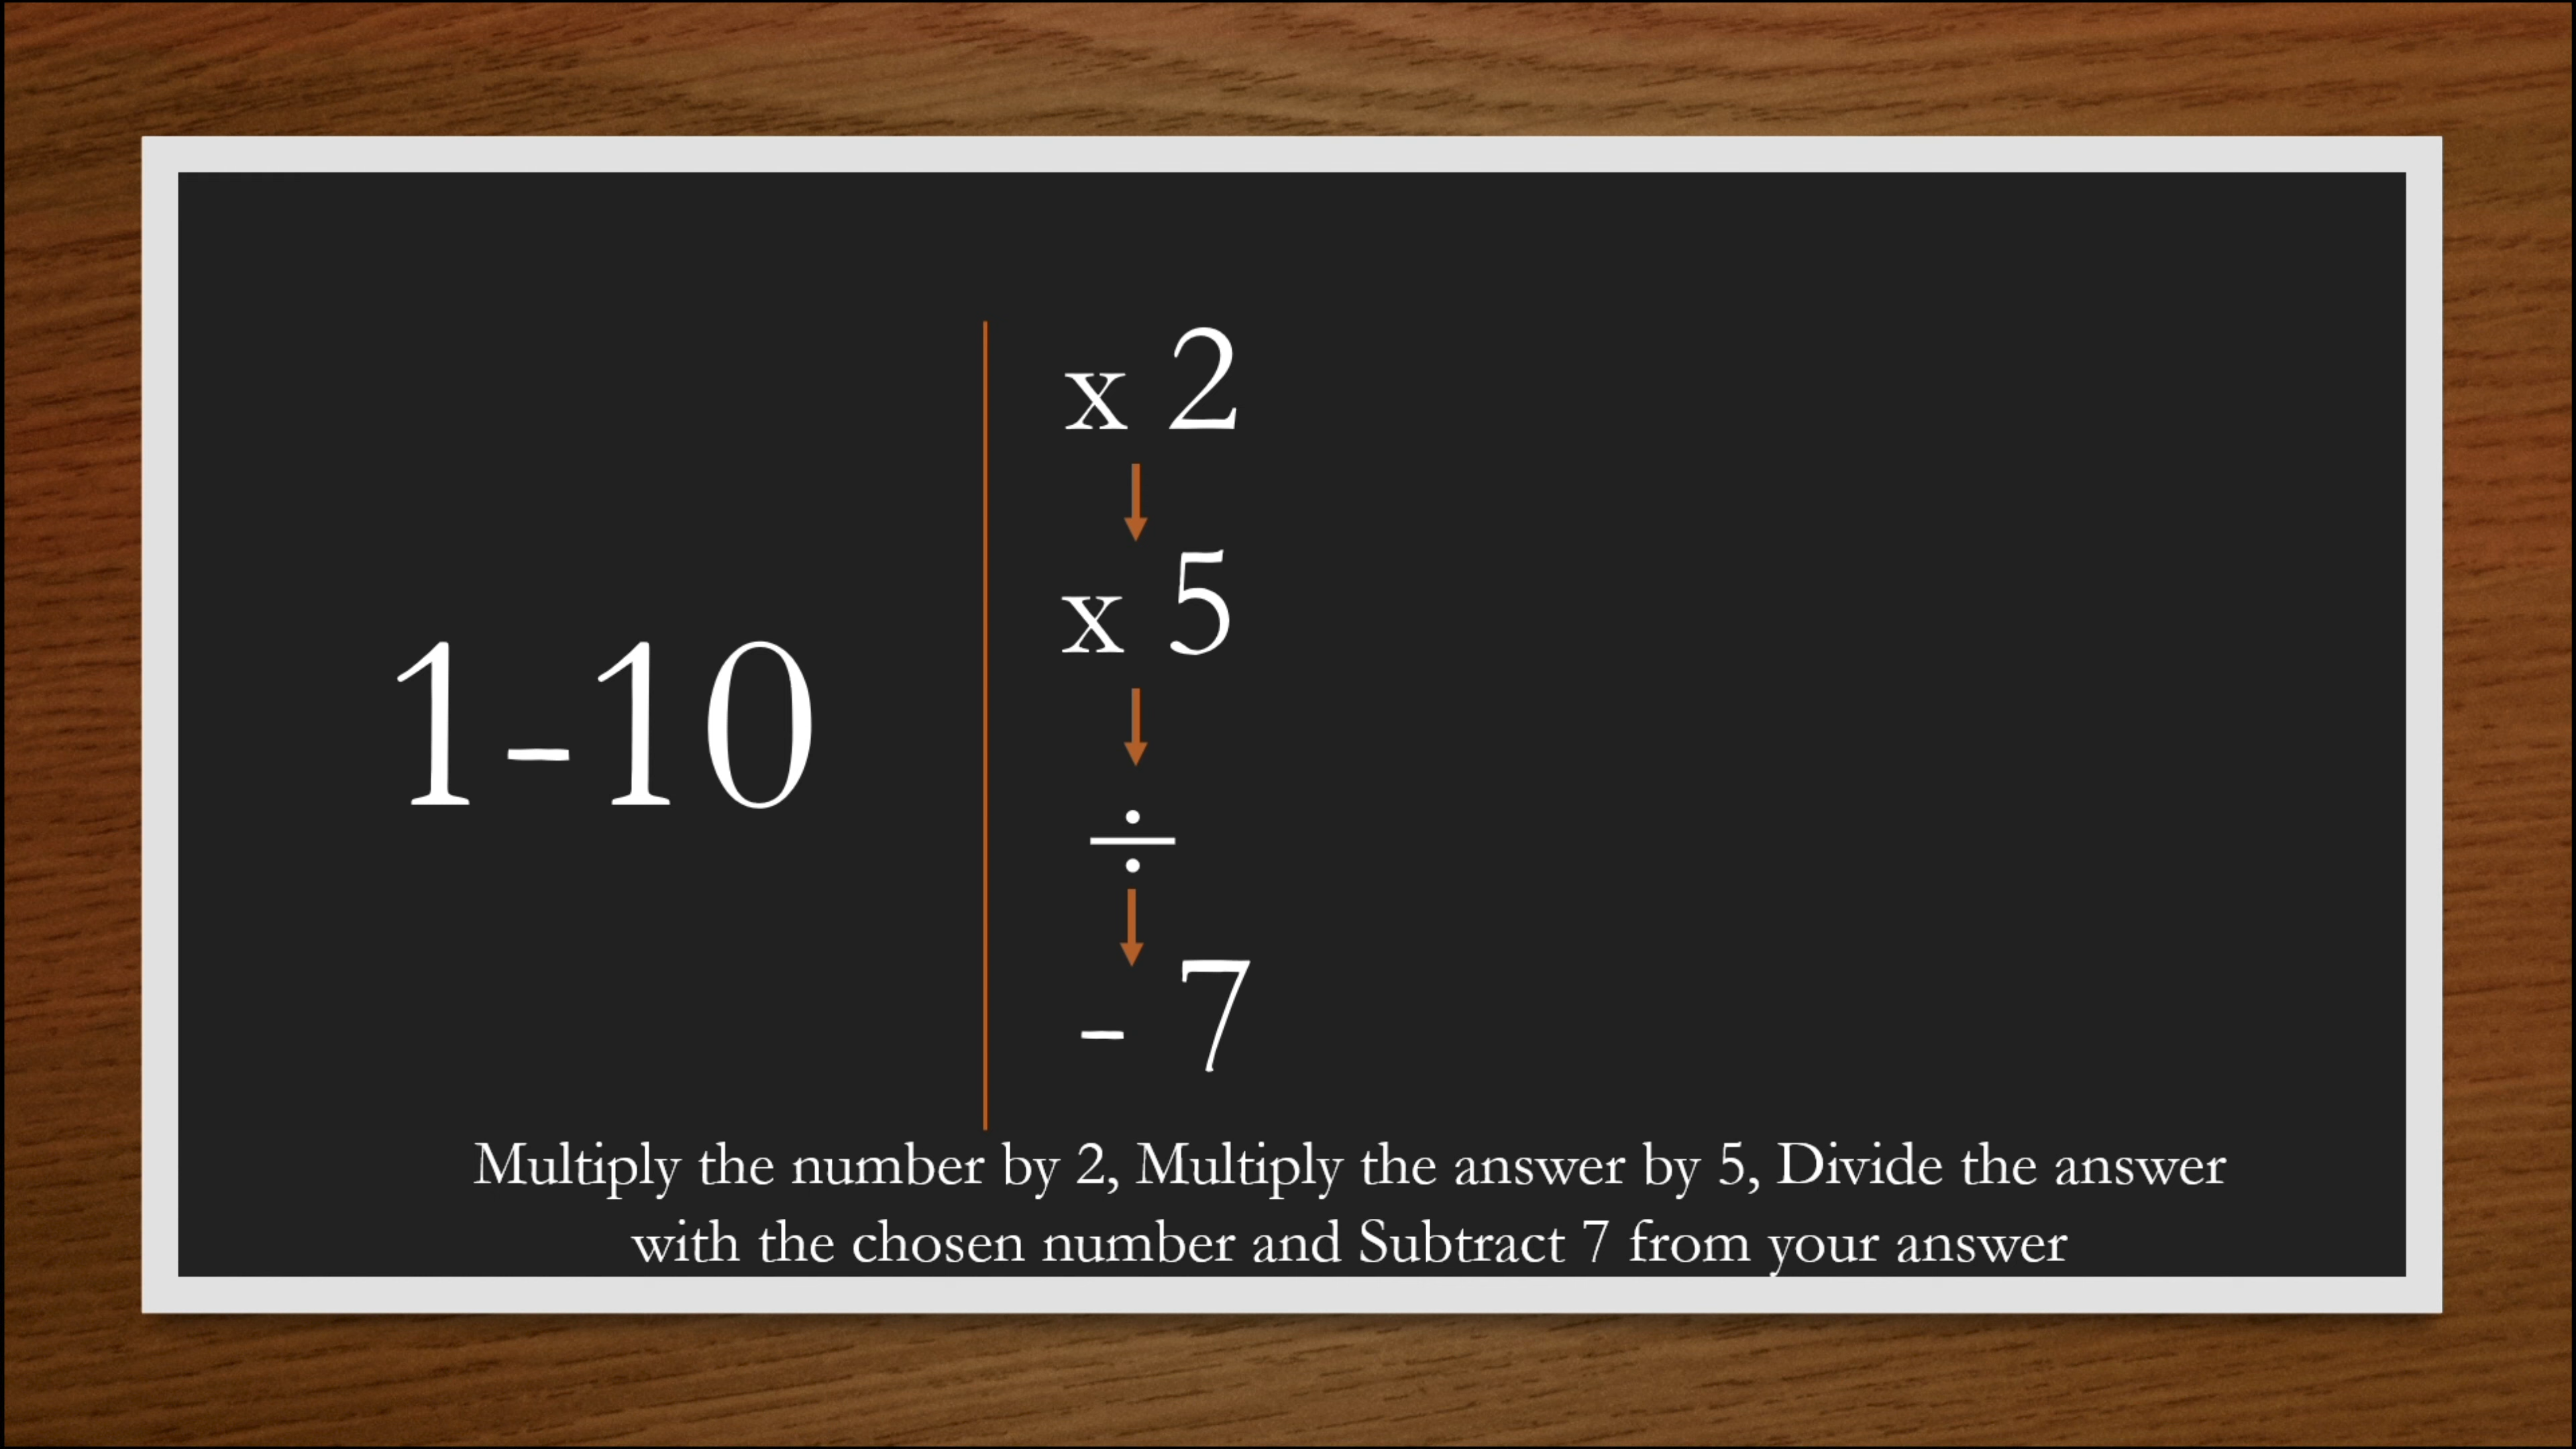 1-10
x 2
x 5
÷
- 7
Multiply the number by 2, Multiply the answer by 5, Divide the answer
with the chosen number and Subtract 7 from your answer